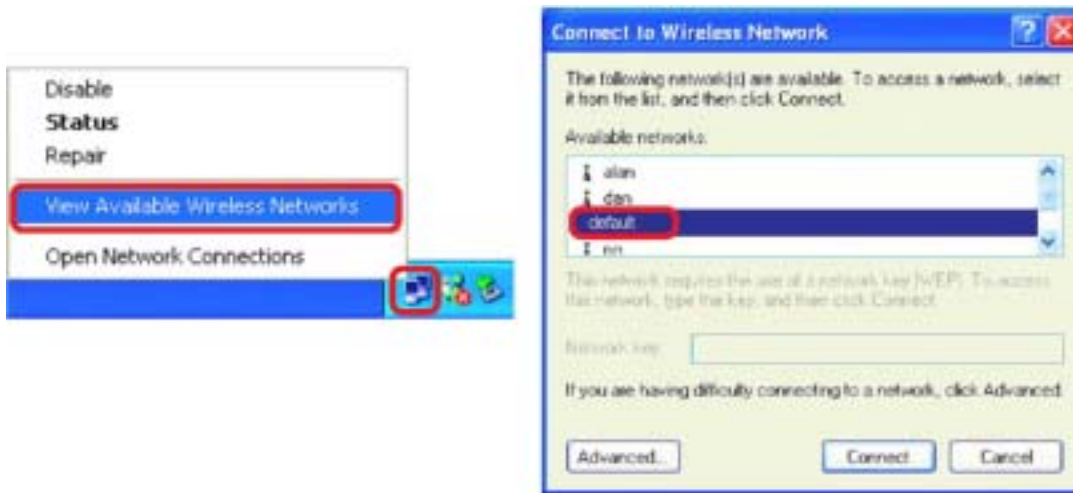 Disable
Status
Repair
View Available Wireless Networks
Open Network Connections
Connect to Wireless Network
The following network(s) are available. To access a network, select
it from the list, and then click Connect.
Available networks:
alan
dan
default
nn
This network requires the use of a network key (WEP). To access
this network, type the key, and then click Connect.
Network key:
If you are having difficulty connecting to a network, click Advanced.
Advanced...
Connect
Cancel